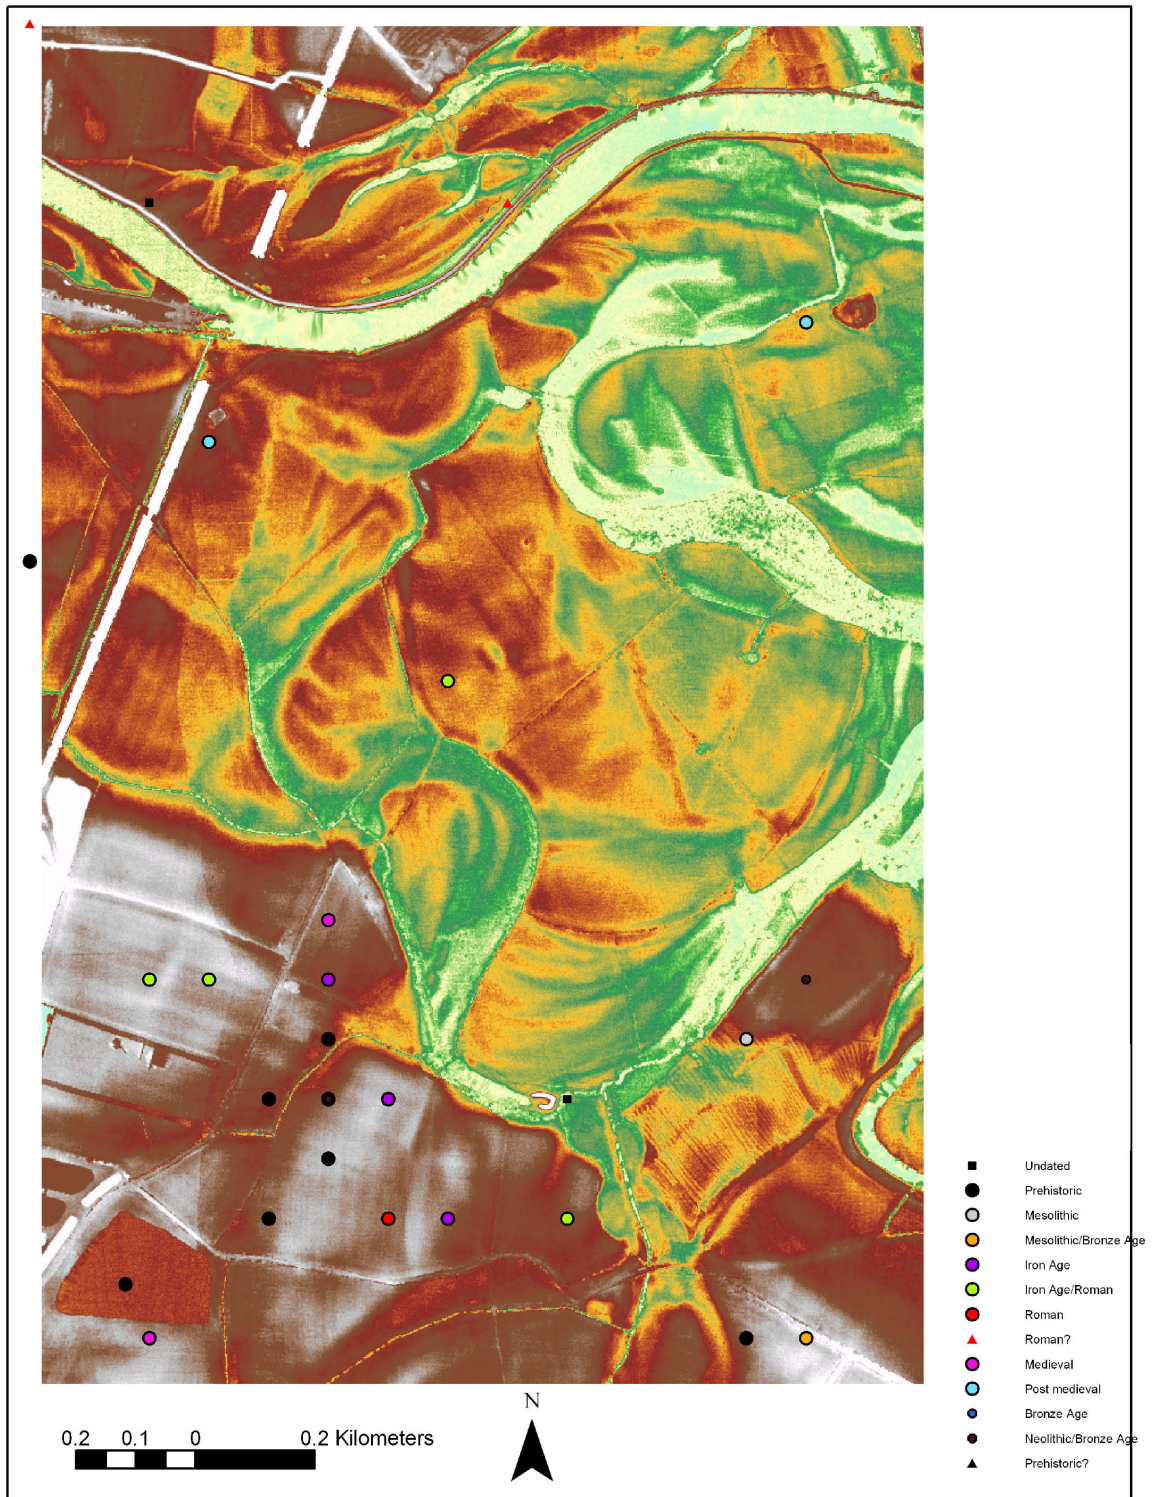 Undated
Prehistoric
Mesolithic
Mesolithic/Bronze Age
Iron Age
Iron Age/Roman
Roman
Roman?
Medieval
Post medieval
Bronze Age
Neolithic/Bronze Age
Prehistoric?
N
0.2 0.1 0 0.2 Kilometers